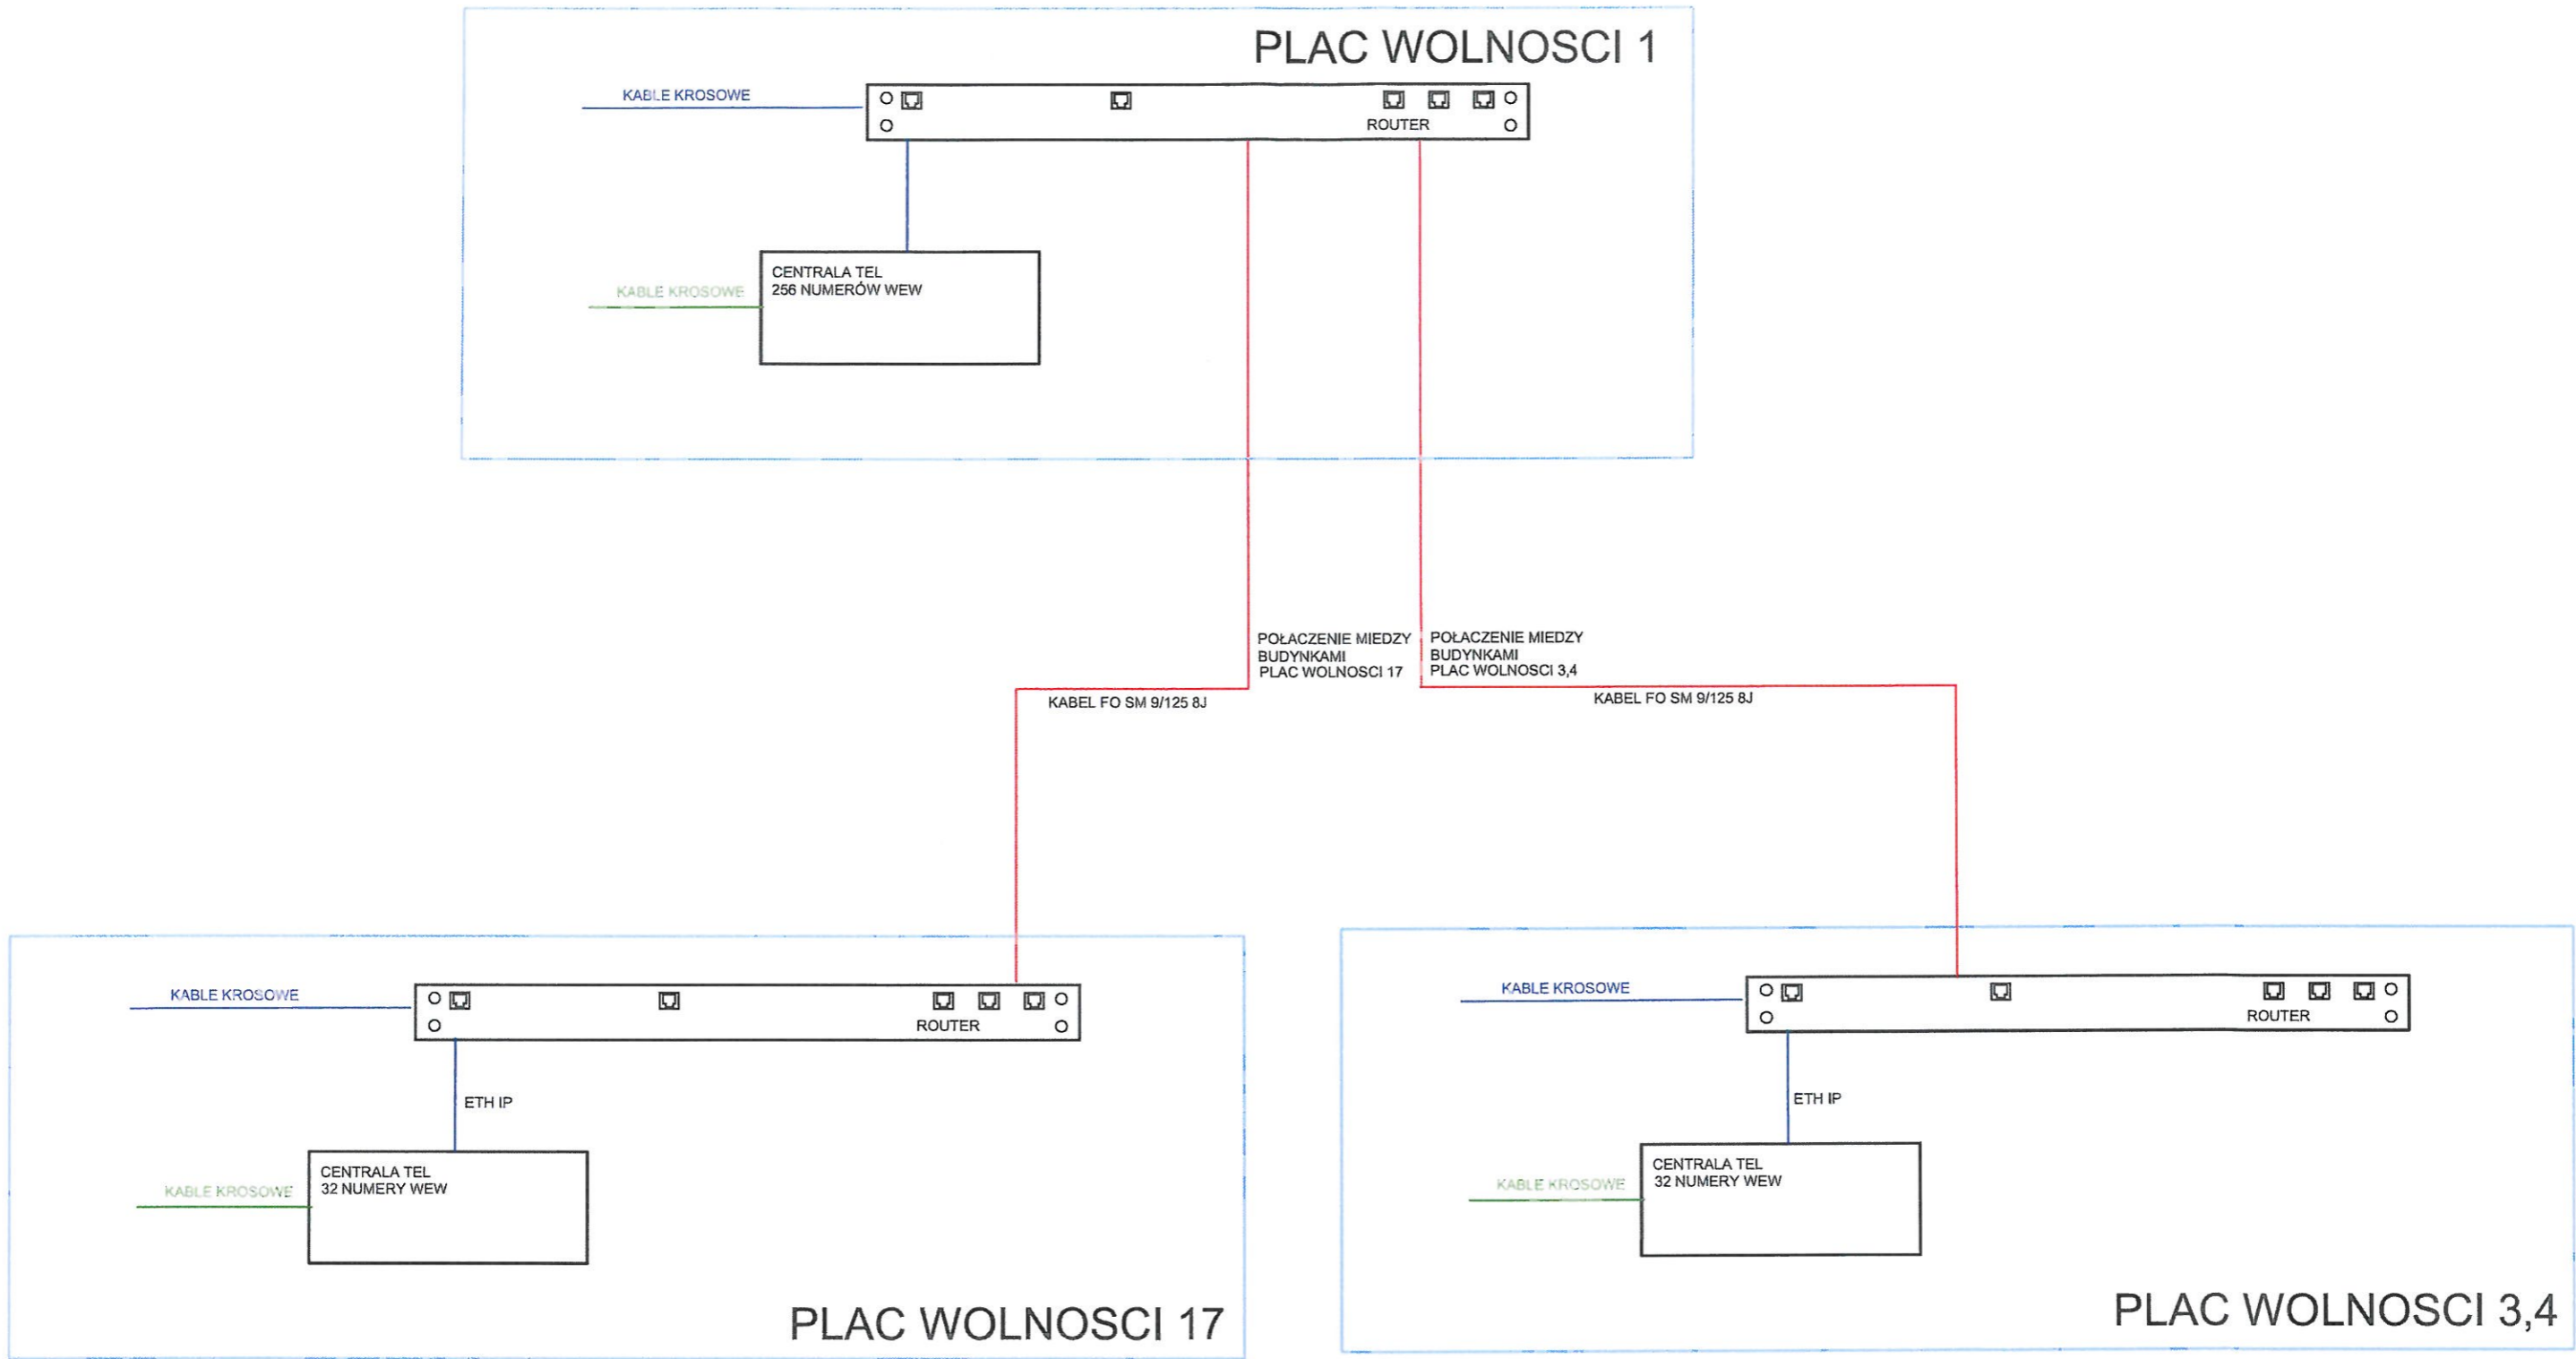 PLAC WOLNOSCI 1
KABLE KROSOWE
ROUTER
CENTRALA TEL
256 NUMERÓW WEW
KABLE KROSOWE
POŁACZENIE MIEDZY
BUDYNKAMI
PLAC WOLNOSCI 17
POŁACZENIE MIEDZY
BUDYNKAMI
PLAC WOLNOSCI 3,4
KABEL FO SM 9/125 8J
KABEL FO SM 9/125 8J
KABLE KROSOWE
ROUTER
ETH IP
CENTRALA TEL
32 NUMERY WEW
KABLE KROSOWE
PLAC WOLNOSCI 17
KABLE KROSOWE
ROUTER
ETH IP
CENTRALA TEL
32 NUMERY WEW
KABLE KROSOWE
PLAC WOLNOSCI 3,4